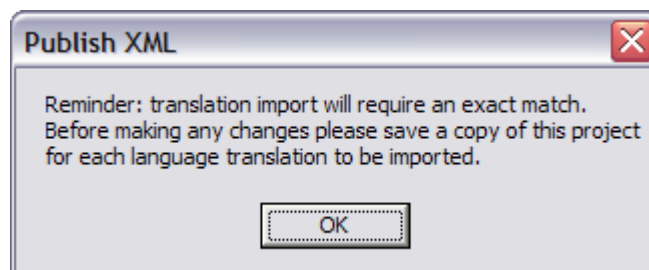 Publish XML
Reminder: translation import will require an exact match.
Before making any changes please save a copy of this project
for each language translation to be imported.
OK